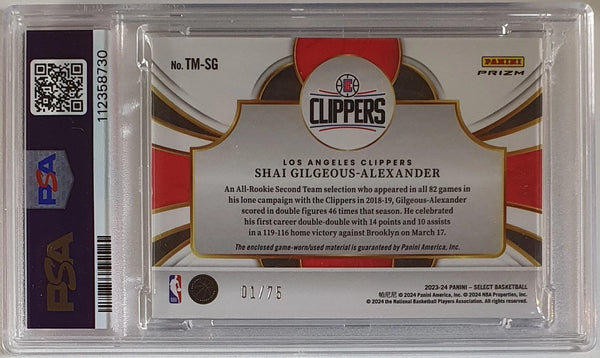 112358730
PSA
PSA
No. TM-SG
PANINI
PRIZM
CLIPPERS
LOS ANGELES CLIPPERS
SHAI GILGEOUS-ALEXANDER
An All-Rookie Second Team selection who appeared in all 82 games in
his lone campaign with the Clippers in 2018-19, Gilgeous-Alexander
scored in double figures 46 times that season. He celebrated
his first career double-double with 14 points and 10 assists
in a 119-116 home victory against Brooklyn on March 17.
The enclosed game-worn/used material is guaranteed by Panini America, Inc.
01/75
2023-24 PANINI – SELECT BASKETBALL
帕尼尼 © 2024 Panini America, Inc. © 2024 NBA Properties, Inc.
© 2024 the National Basketball Players Association. All rights reserved.